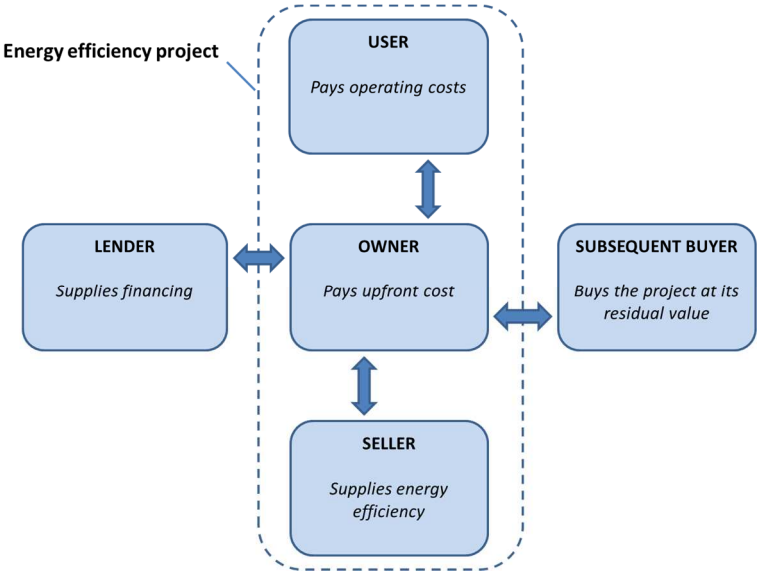 Energy efficiency project
USER
Pays operating costs
LENDER
Supplies financing
OWNER
Pays upfront cost
SUBSEQUENT BUYER
Buys the project at its
residual value
SELLER
Supplies energy
efficiency